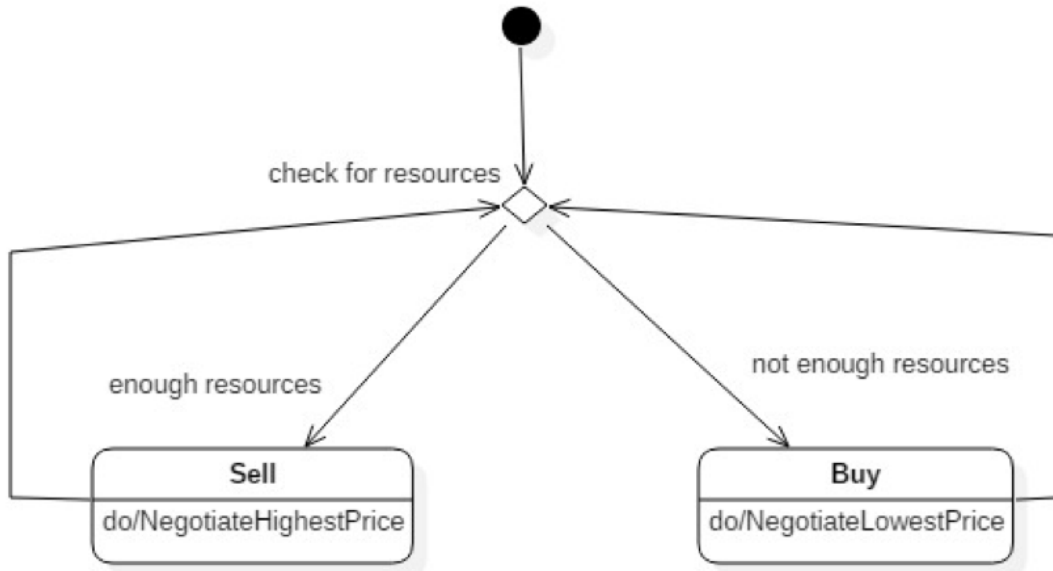 check for resources
enough resources
not enough resources
Sell
do/NegotiateHighestPrice
Buy
do/NegotiateLowestPrice